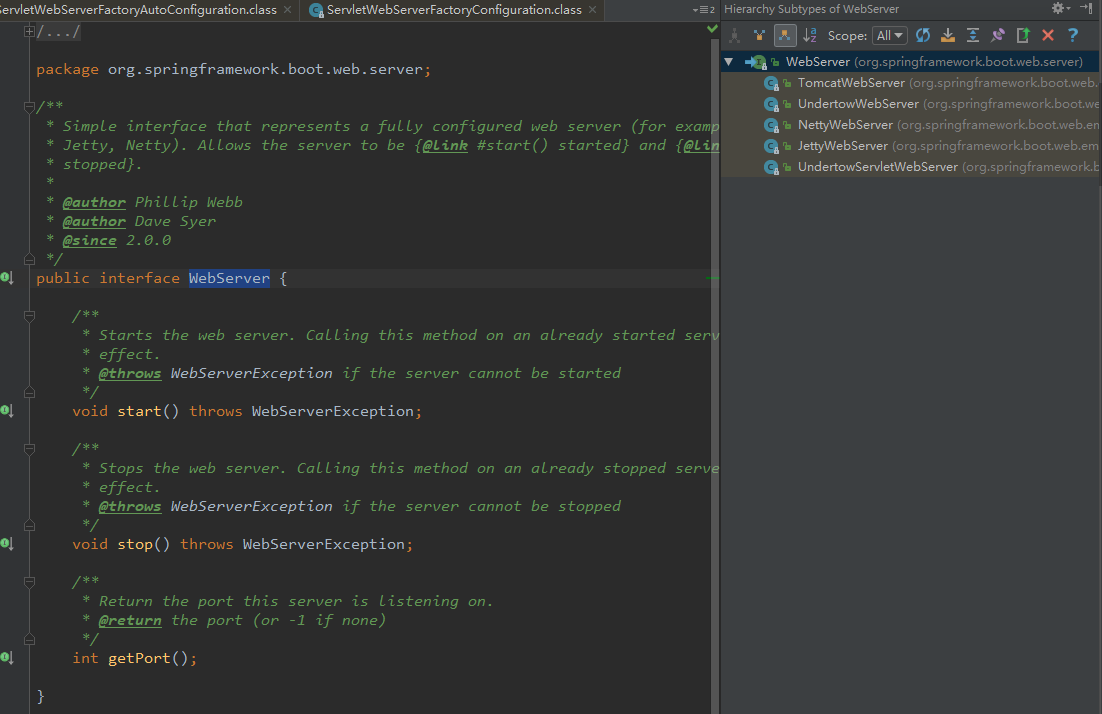 ServletWebServerFactoryAutoConfiguration.class × ServletWebServerFactoryConfiguration.class × 2
/.../
package org.springframework.boot.web.server;
/**
* Simple interface that represents a fully configured web server (for examp
* Jetty, Netty). Allows the server to be {@link #start() started} and {@lin
* stopped}.
*
* @author Phillip Webb
* @author Dave Syer
* @since 2.0.0
*/
public interface WebServer {
/**
* Starts the web server. Calling this method on an already started serv
* effect.
* @throws WebServerException if the server cannot be started
*/
void start() throws WebServerException;
/**
* Stops the web server. Calling this method on an already stopped serve
* effect.
* @throws WebServerException if the server cannot be stopped
*/
void stop() throws WebServerException;
/**
* Return the port this server is listening on.
* @return the port (or -1 if none)
*/
int getPort();
}
Hierarchy Subtypes of WebServer
Scope: All ?
WebServer (org.springframework.boot.web.server)
TomcatWebServer (org.springframework.boot.web.
UndertowWebServer (org.springframework.boot.we
NettyWebServer (org.springframework.boot.web.en
JettyWebServer (org.springframework.boot.web.em
UndertowServletWebServer (org.springframework.b